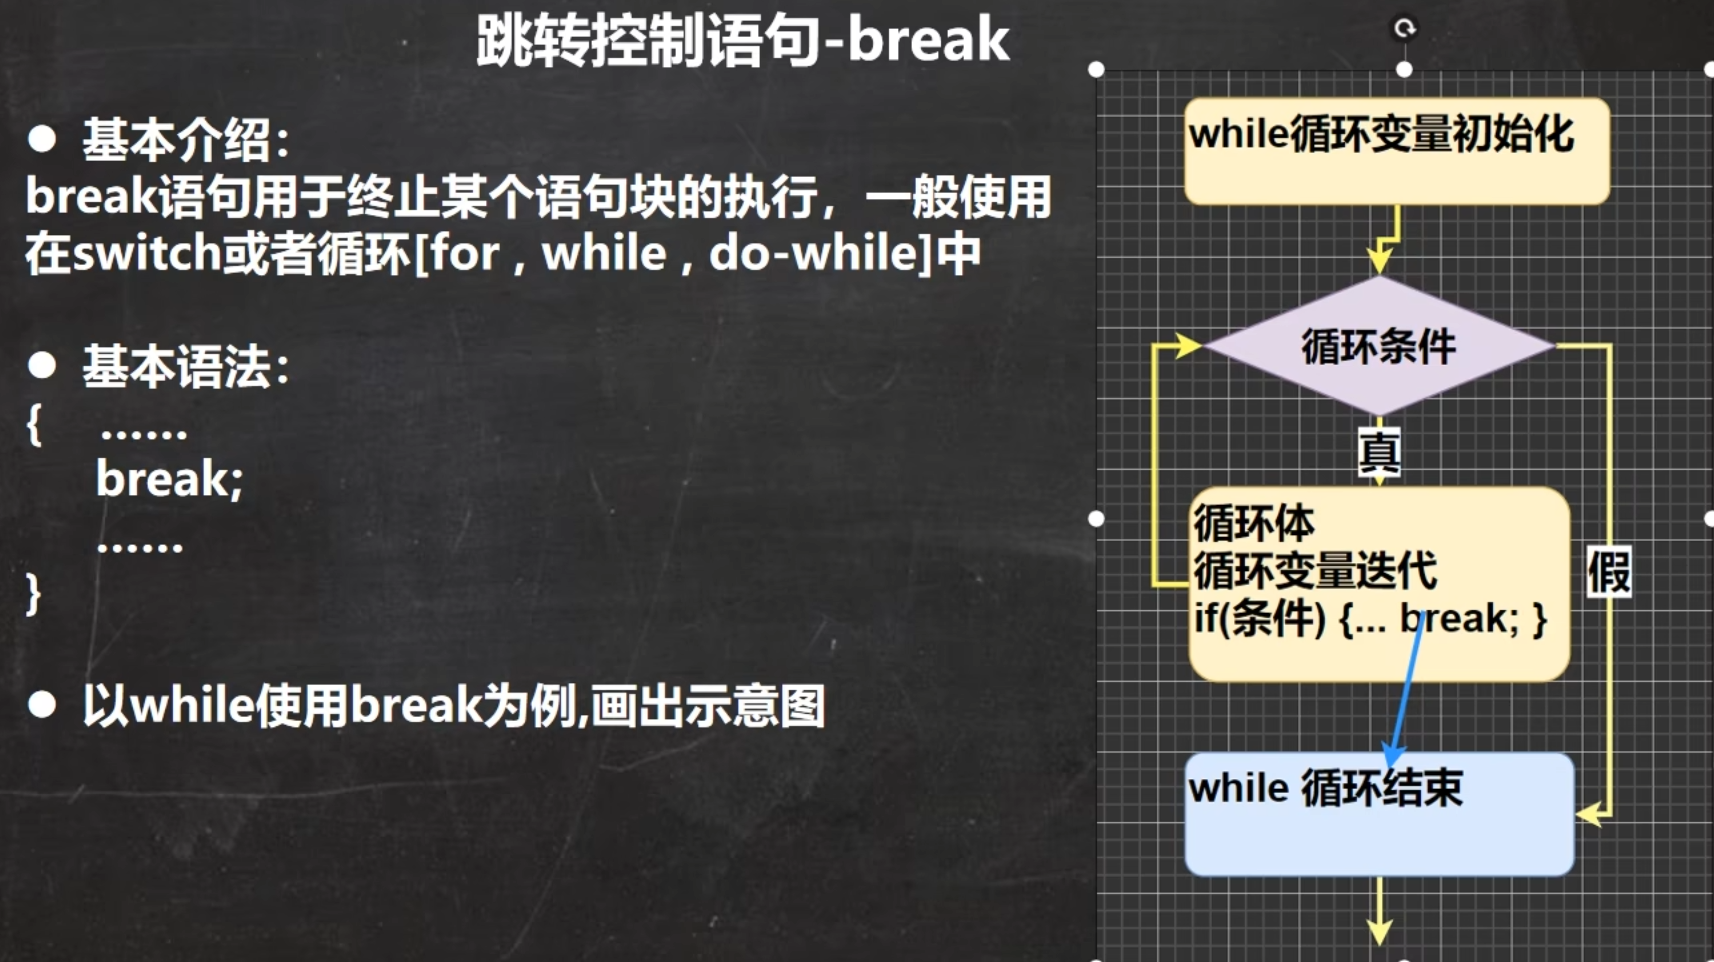 跳转控制语句-break
● 基本介绍：
break语句用于终止某个语句块的执行，一般使用
在switch或者循环[for , while , do-while]中
● 基本语法：
{ ……
break;
……
}
● 以while使用break为例,画出示意图
while循环变量初始化
循环条件
真
循环体
循环变量迭代
if(条件) {... break; }
假
while 循环结束